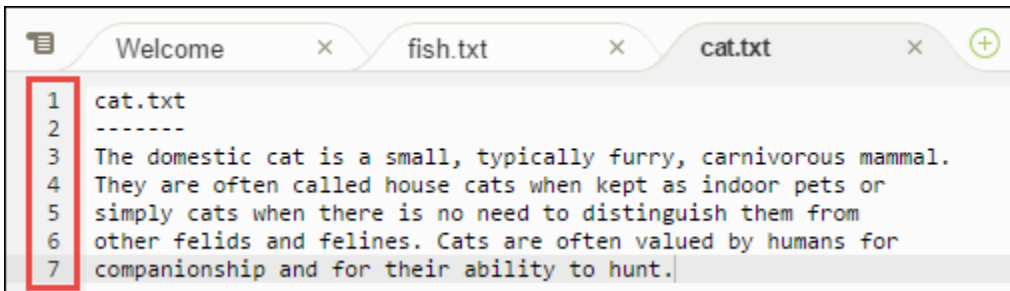 Welcome × fish.txt × cat.txt ×
1 cat.txt
2 -------
3 The domestic cat is a small, typically furry, carnivorous mammal.
4 They are often called house cats when kept as indoor pets or
5 simply cats when there is no need to distinguish them from
6 other felids and felines. Cats are often valued by humans for
7 companionship and for their ability to hunt.